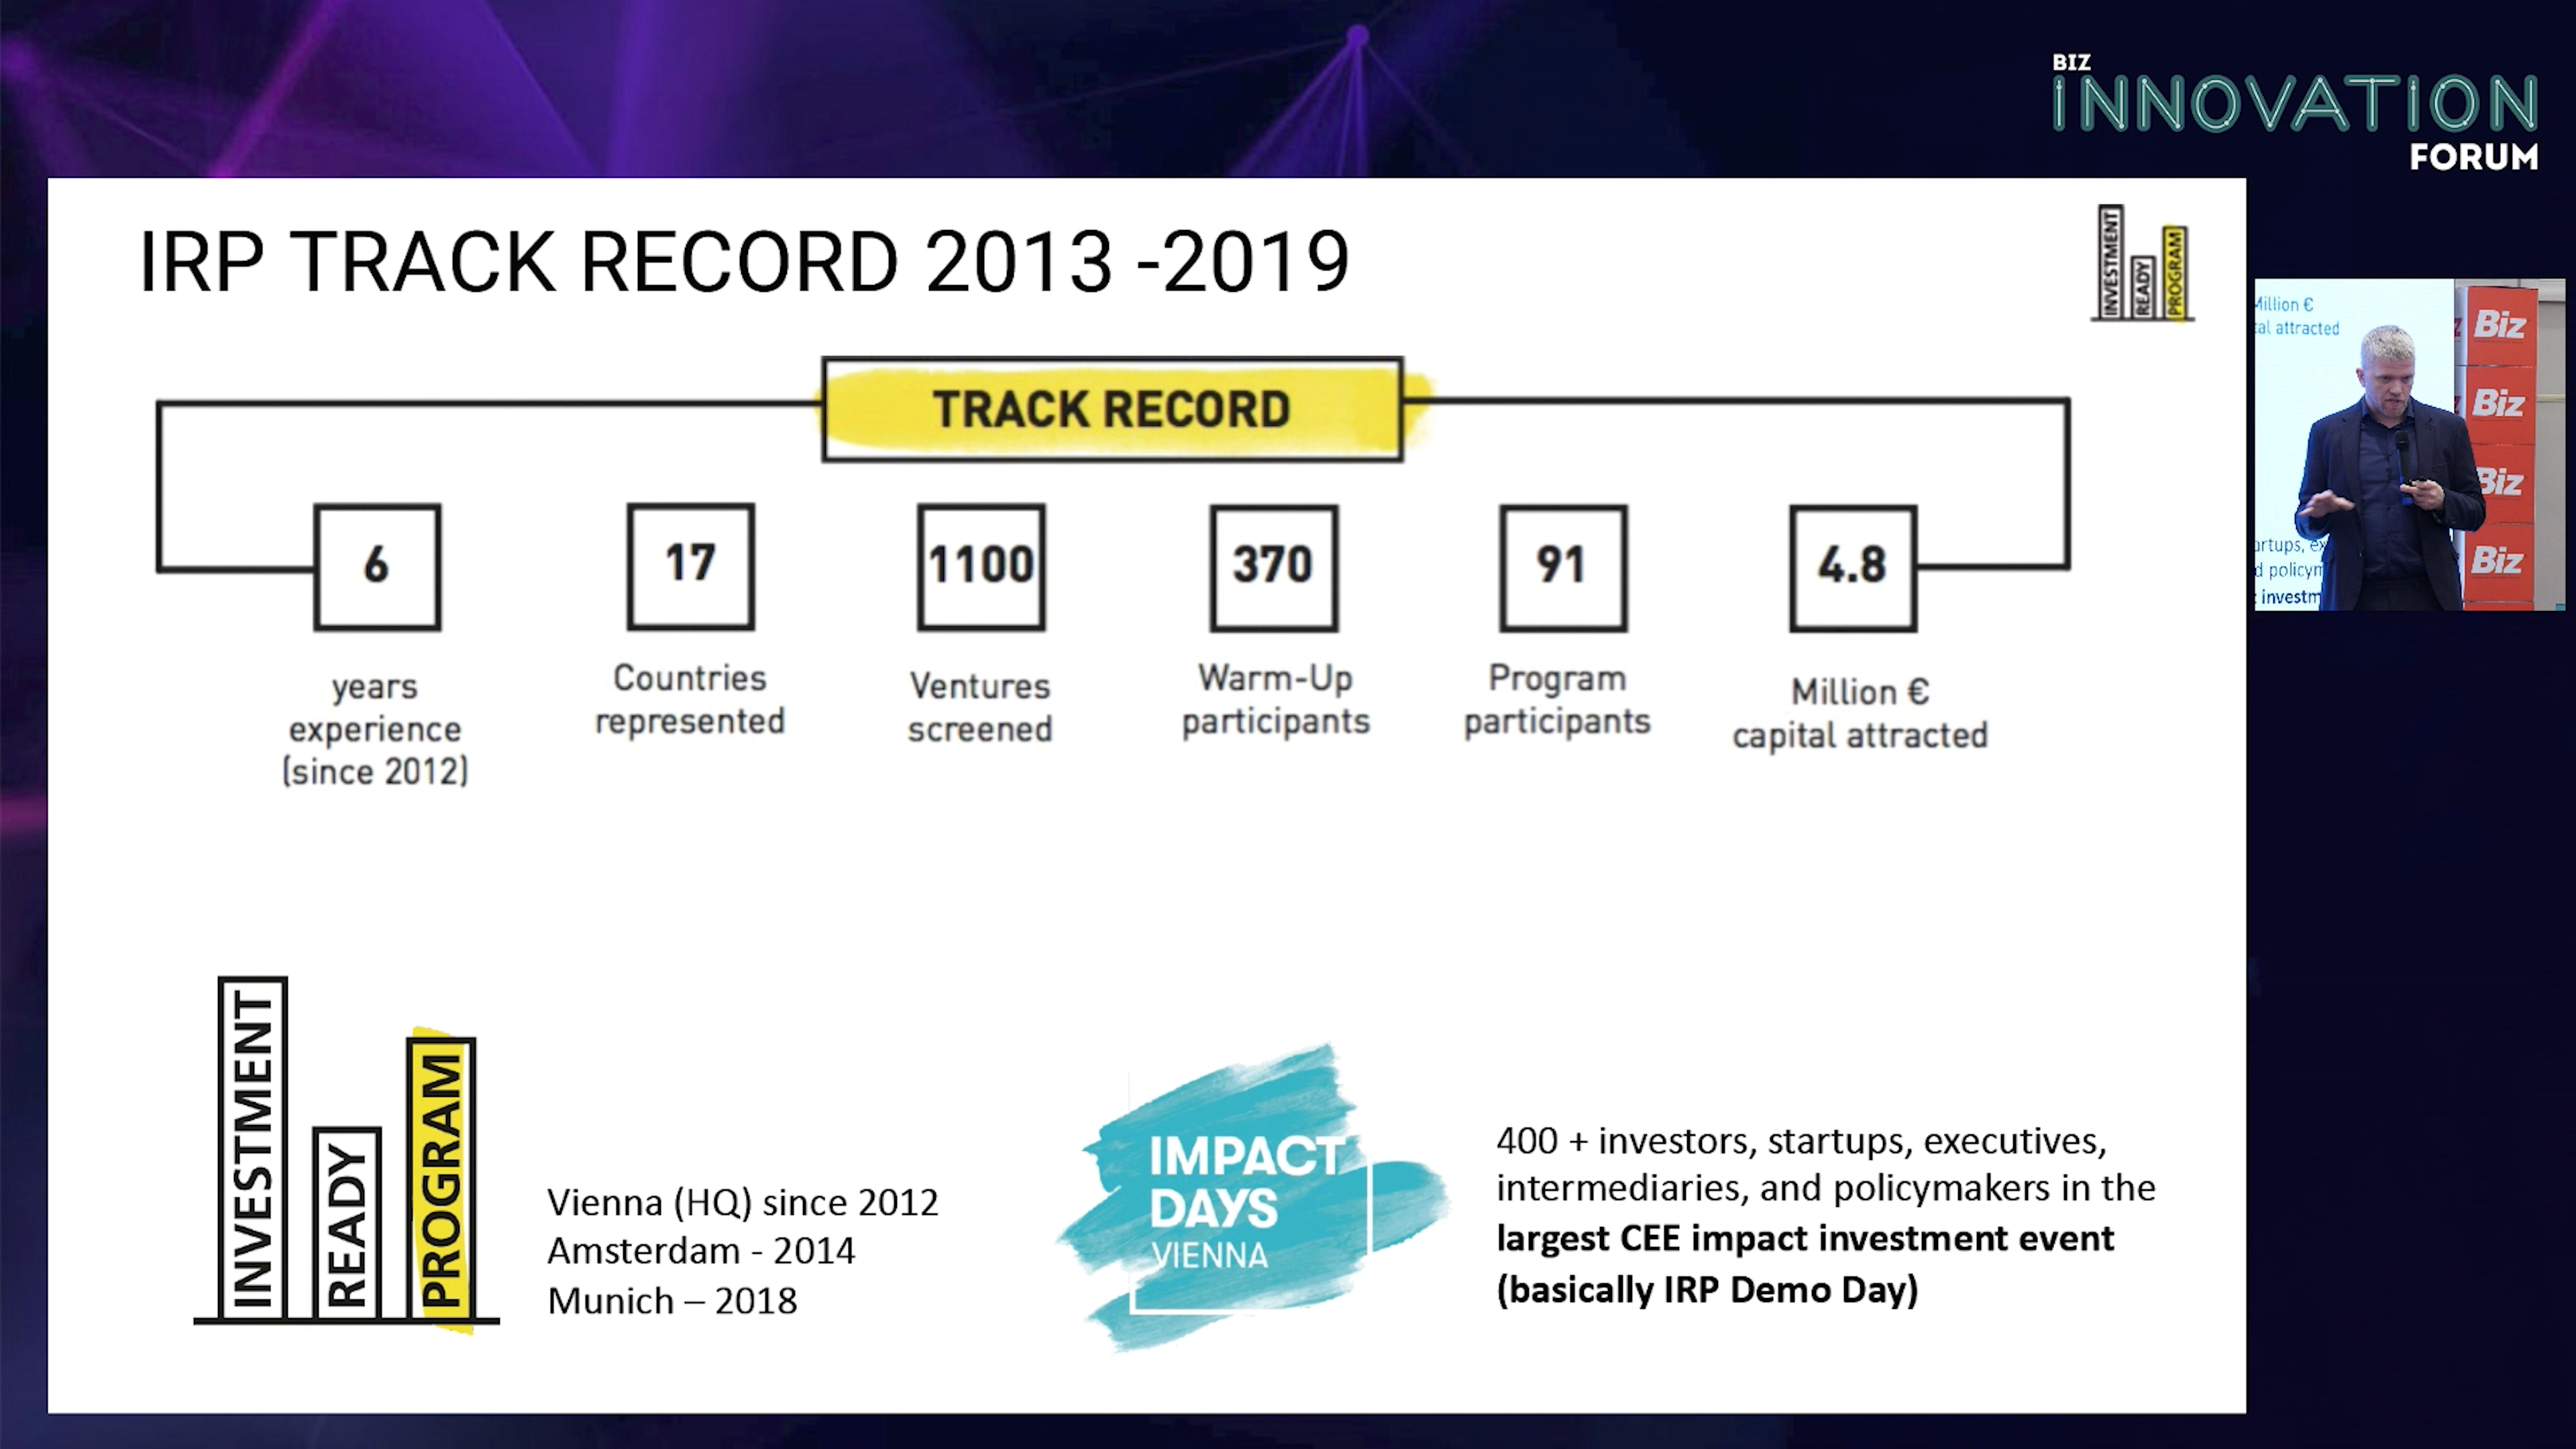 BIZ
INNOVATION
FORUM
IRP TRACK RECORD 2013 -2019
INVESTMENT
READY
PROGRAM
TRACK RECORD
6
years
experience
(since 2012)
17
Countries
represented
1100
Ventures
screened
370
Warm-Up
participants
91
Program
participants
4.8
Million €
capital attracted
INVESTMENT
READY
PROGRAM
Vienna (HQ) since 2012
Amsterdam - 2014
Munich – 2018
IMPACT
DAYS
VIENNA
400 + investors, startups, executives,
intermediaries, and policymakers in the
largest CEE impact investment event
(basically IRP Demo Day)
Million €
attracted
Biz
Biz
Biz
Biz